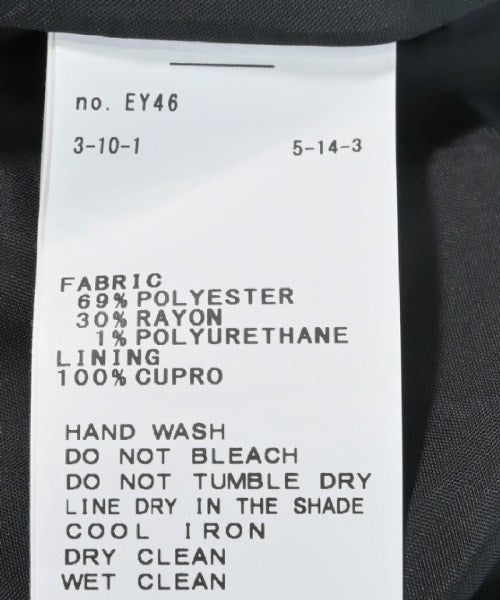 no. EY46
3-10-1 5-14-3
FABRIC
69% POLYESTER
30% RAYON
1% POLYURETHANE
LINING
100% CUPRO
HAND WASH
DO NOT BLEACH
DO NOT TUMBLE DRY
LINE DRY IN THE SHADE
COOL IRON
DRY CLEAN
WET CLEAN